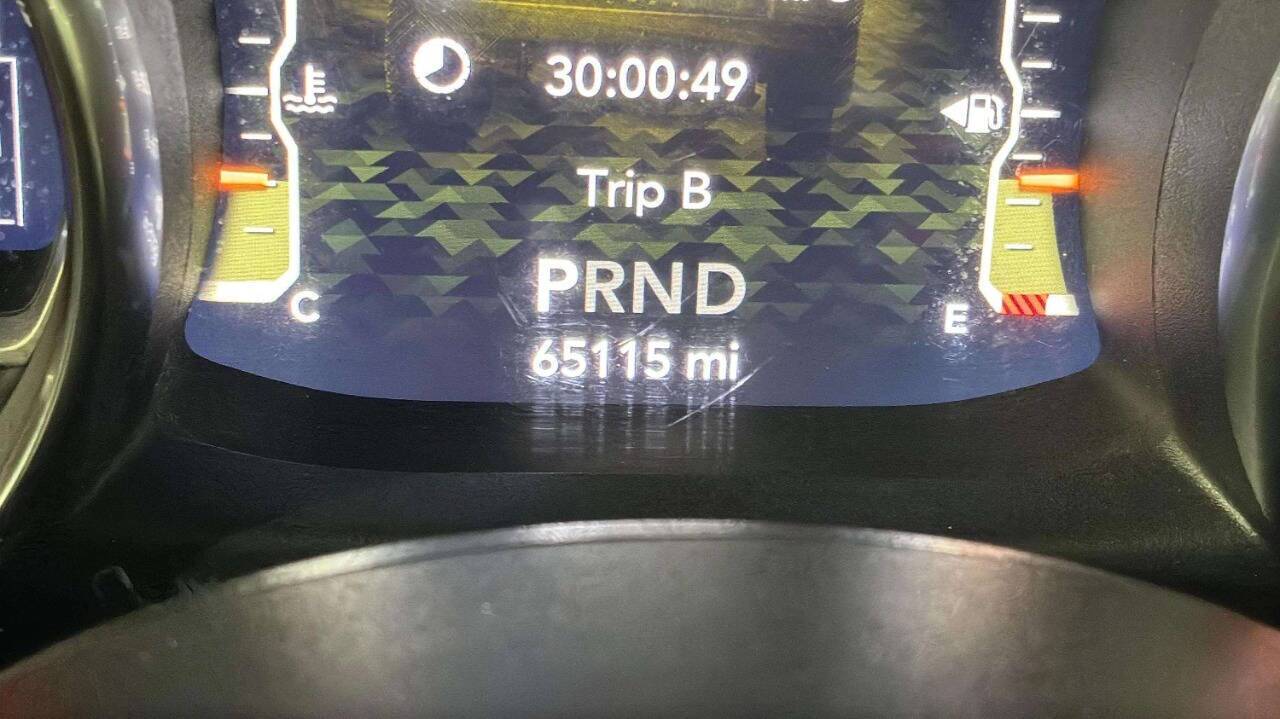 30:00:49
Trip B
PRND
C
E
65115 mi